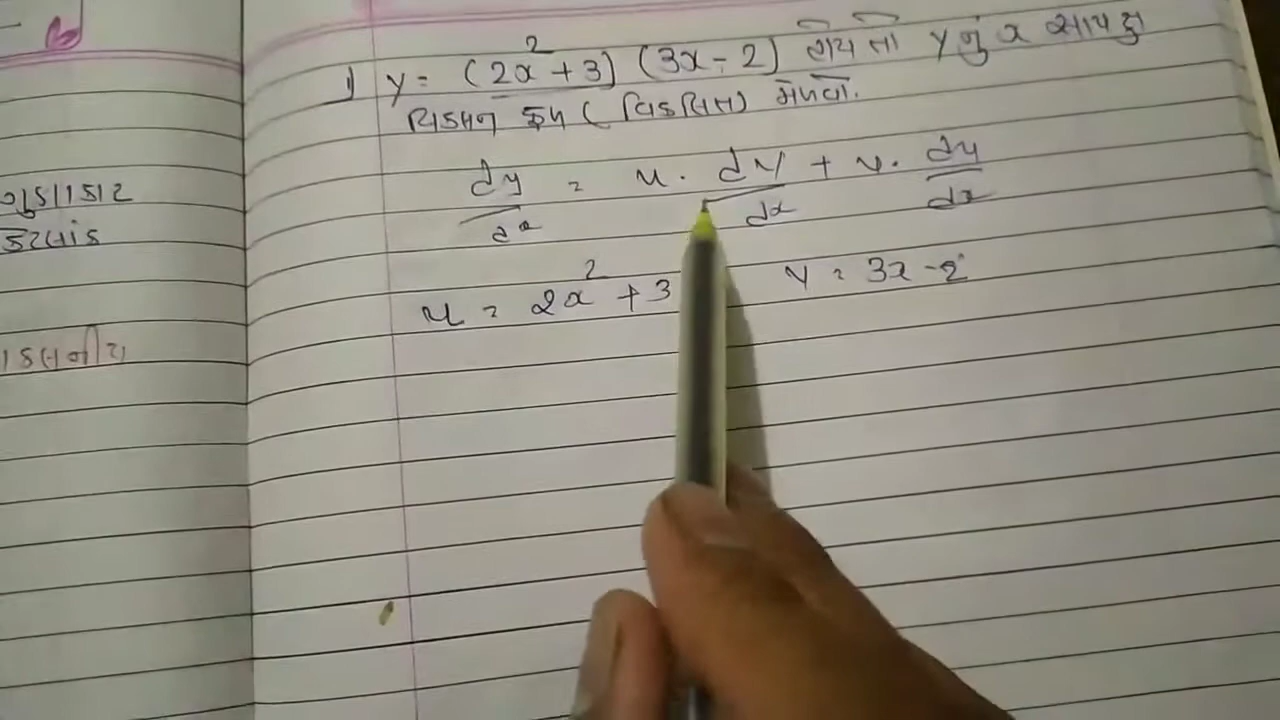 ગુણાકાર
1) y = (2x² + 3) (3x - 2) હોય તો y નું x સાપેક્ષ
વિકલન ફળ ( વિકલિત) મેળવો.
dy/dx = u. dv/dx + v. du/dx
u = 2x² + 3 v = 3x - 2